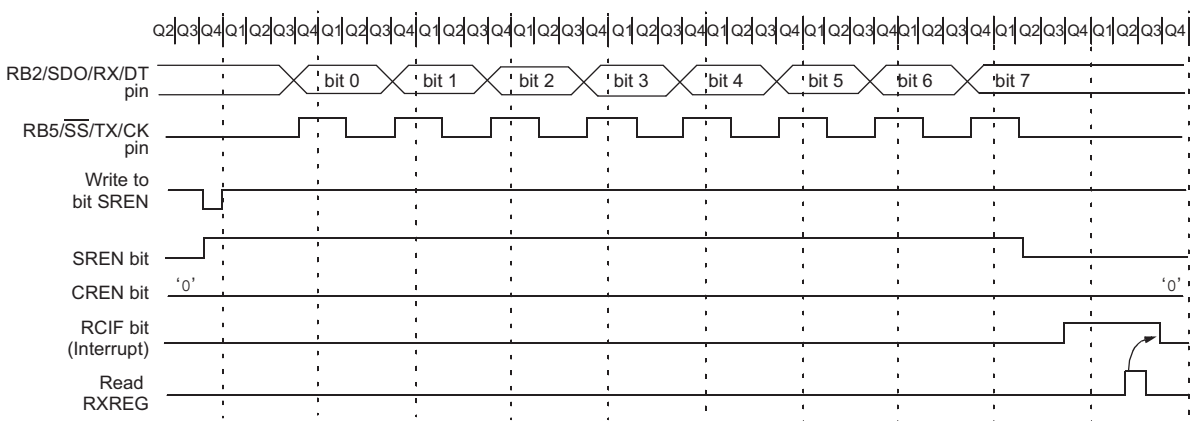 Q2 Q3 Q4 Q1 Q2 Q3 Q4 Q1 Q2 Q3 Q4 Q1 Q2 Q3 Q4 Q1 Q2 Q3 Q4 Q1 Q2 Q3 Q4 Q1 Q2 Q3 Q4 Q1 Q2 Q3 Q4 Q1 Q2 Q3 Q4 Q1 Q2 Q3 Q4 Q1 Q2 Q3 Q4
RB2/SDO/RX/DT
pin
bit 0 bit 1 bit 2 bit 3 bit 4 bit 5 bit 6 bit 7
RB5/SS/TX/CK
pin
Write to
bit SREN
SREN bit
CREN bit
‘0’ ‘0’
RCIF bit
(Interrupt)
Read
RXREG